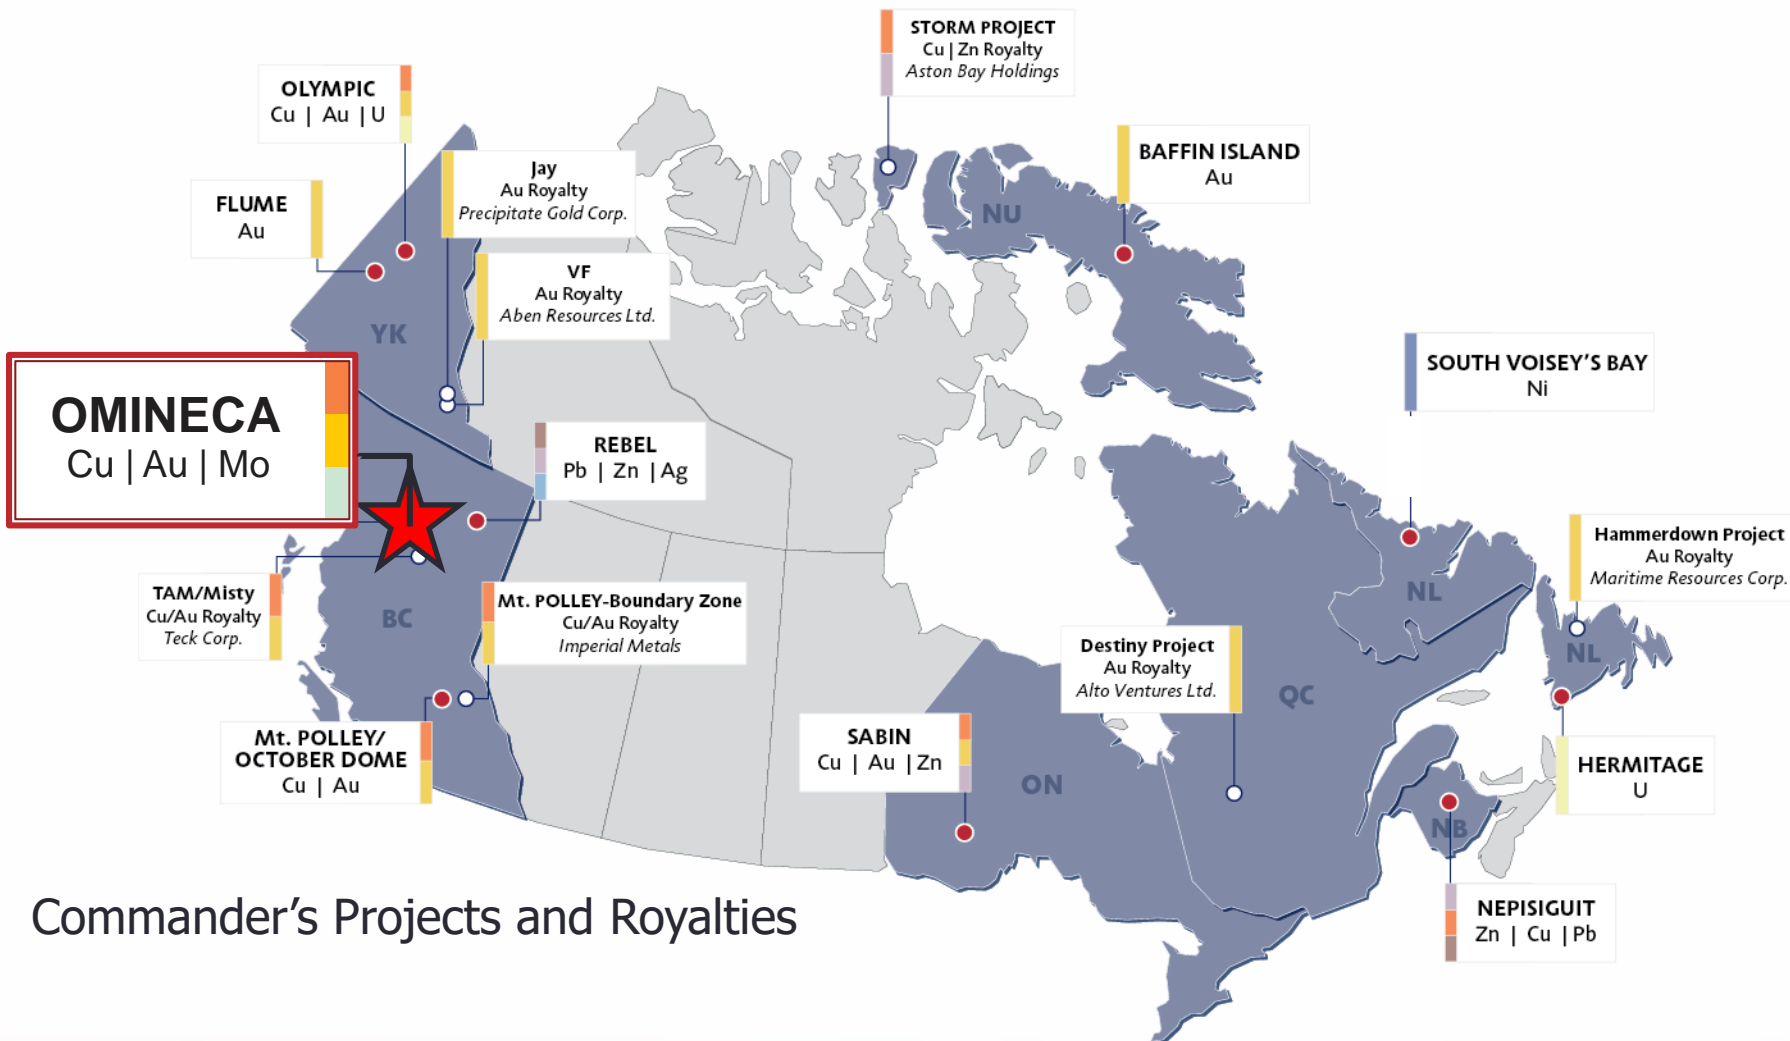 STORM PROJECT
Cu | Zn Royalty
Aston Bay Holdings
OLYMPIC
Cu | Au | U
BAFFIN ISLAND
Au
Jay
Au Royalty
Precipitate Gold Corp.
FLUME
Au
NU
VF
Au Royalty
Aben Resources Ltd.
YK
SOUTH VOISEY'S BAY
Ni
OMINECA
Cu | Au | Mo
REBEL
Pb | Zn | Ag
Hammerdown Project
Au Royalty
Maritime Resources Corp.
TAM/Misty
Cu/Au Royalty
Teck Corp.
BC
Mt. POLLEY-Boundary Zone
Cu/Au Royalty
Imperial Metals
NL
NL
Destiny Project
Au Royalty
Alto Ventures Ltd.
QC
Mt. POLLEY/
OCTOBER DOME
Cu | Au
SABIN
Cu | Au | Zn
ON
HERMITAGE
U
NB
Commander's Projects and Royalties
NEPISIGUIT
Zn | Cu | Pb